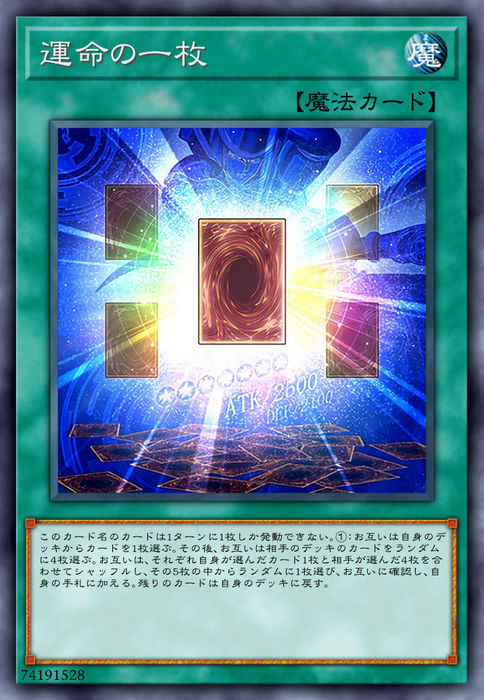 運命の一枚
魔
【魔法カード】
ATK/2500
DEF/2100
このカード名のカードは1ターンに1枚しか発動できない。①:お互いは自身のデ
ッキからカードを1枚選ぶ。その後、お互いは相手のデッキのカードをランダム
に4枚選ぶ。お互いは、それぞれ自身が選んだカード1枚と相手が選んだ4枚を合
わせてシャッフルし、その5枚の中からランダムに1枚選び、お互いに確認し、自
身の手札に加える。残りのカードは自身のデッキに戻す。
74191528